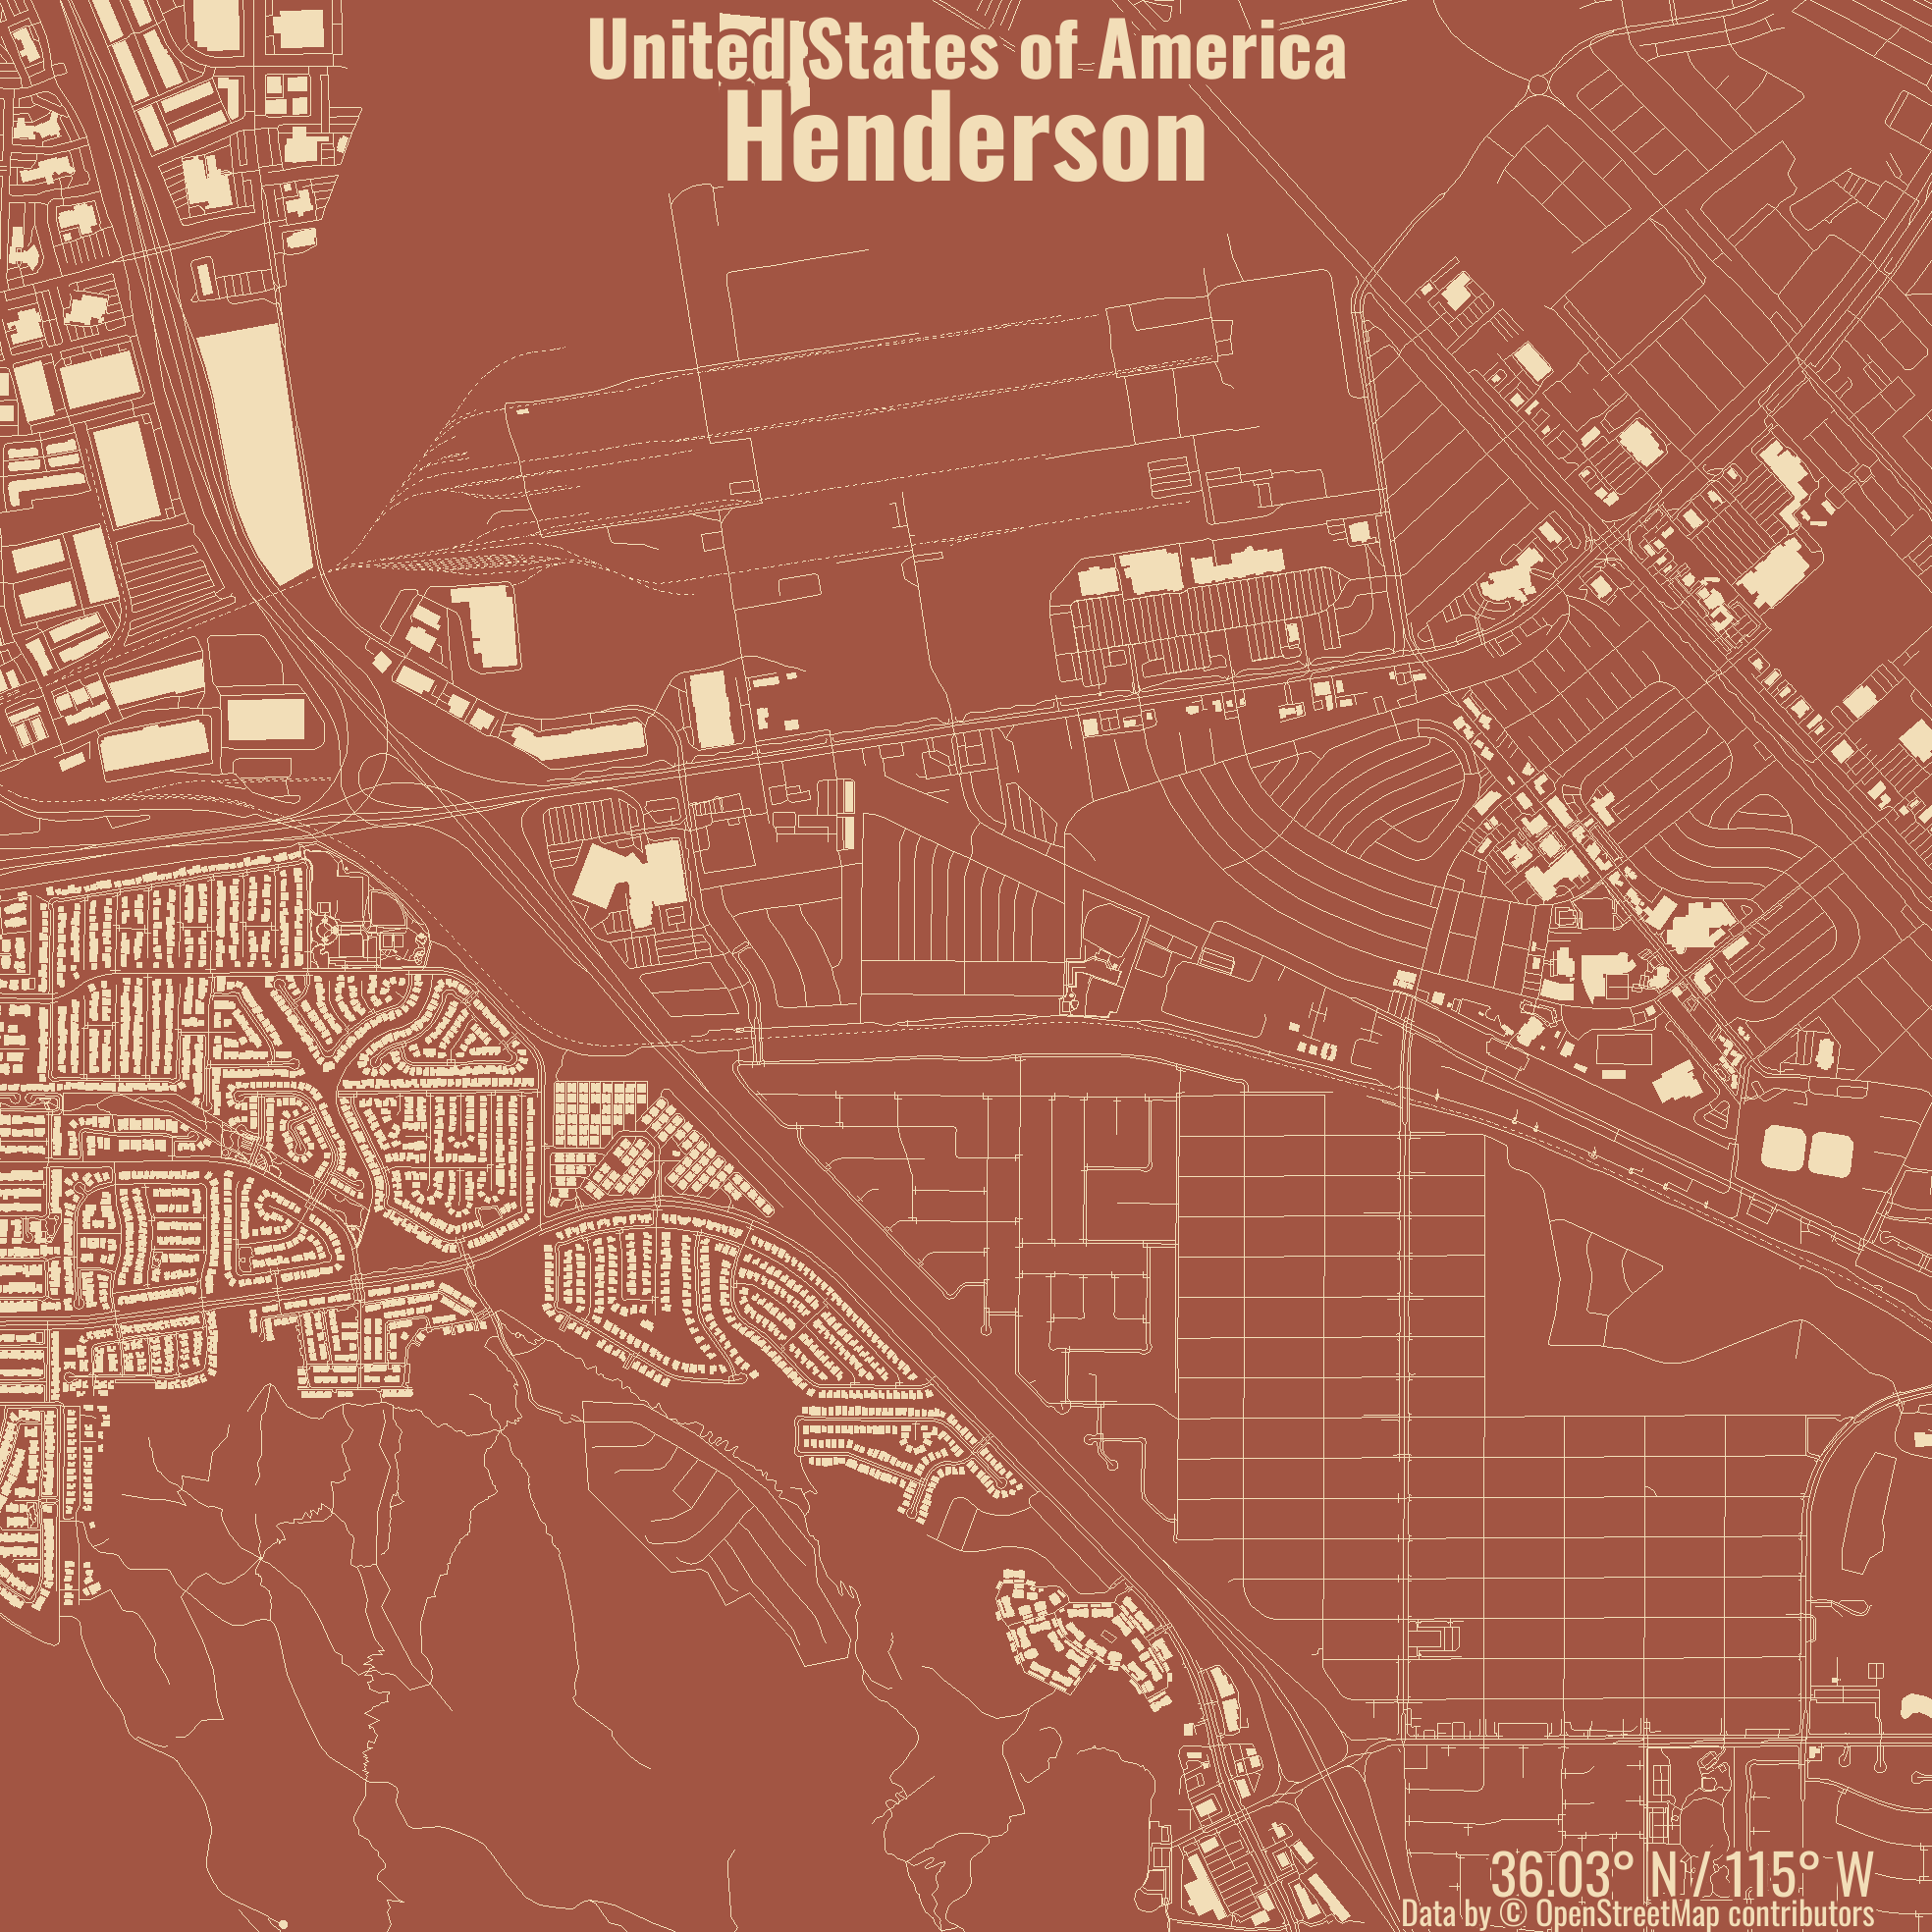 United States of America
Henderson
36.03° N / 115° W
Data by © OpenStreetMap contributors